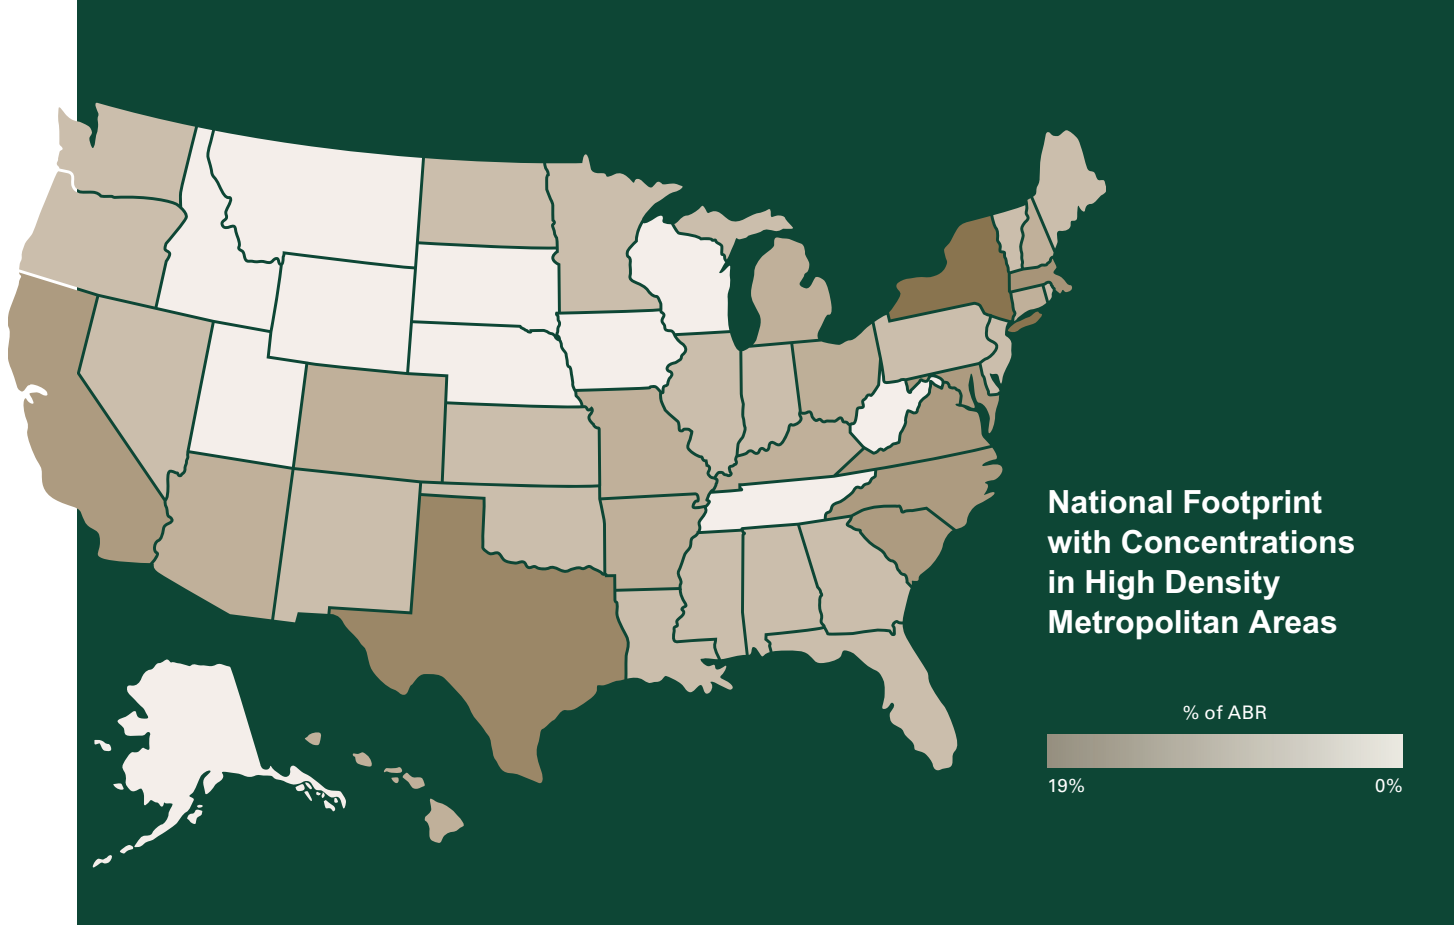 National Footprint
with Concentrations
in High Density
Metropolitan Areas
% of ABR
19%
0%